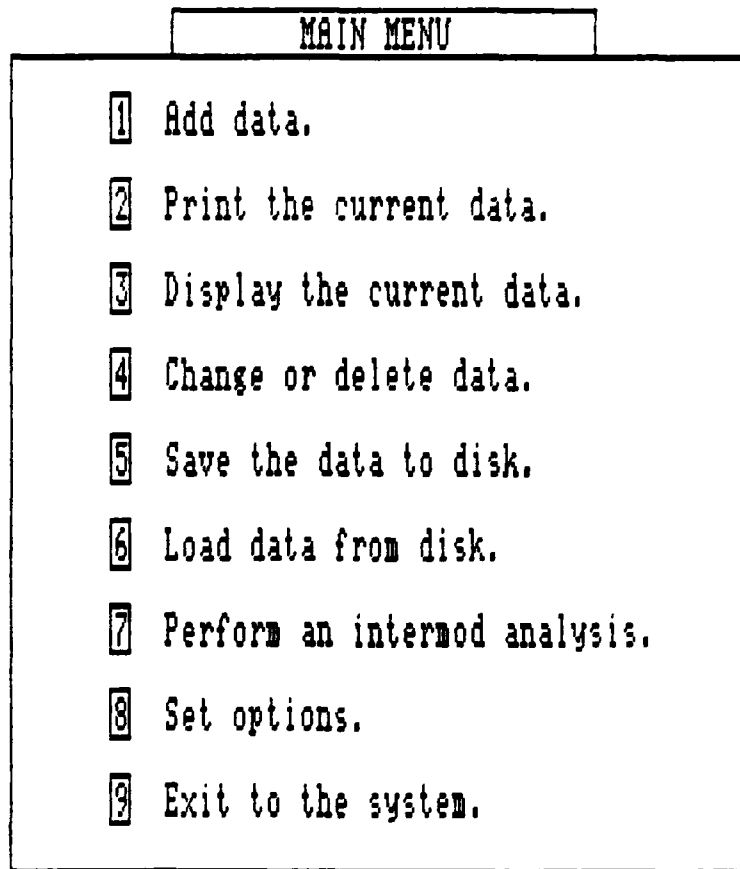 MAIN MENU
1 Add data.
2 Print the current data.
3 Display the current data.
4 Change or delete data.
5 Save the data to disk.
6 Load data from disk.
7 Perform an intermod analysis.
8 Set options.
9 Exit to the system.